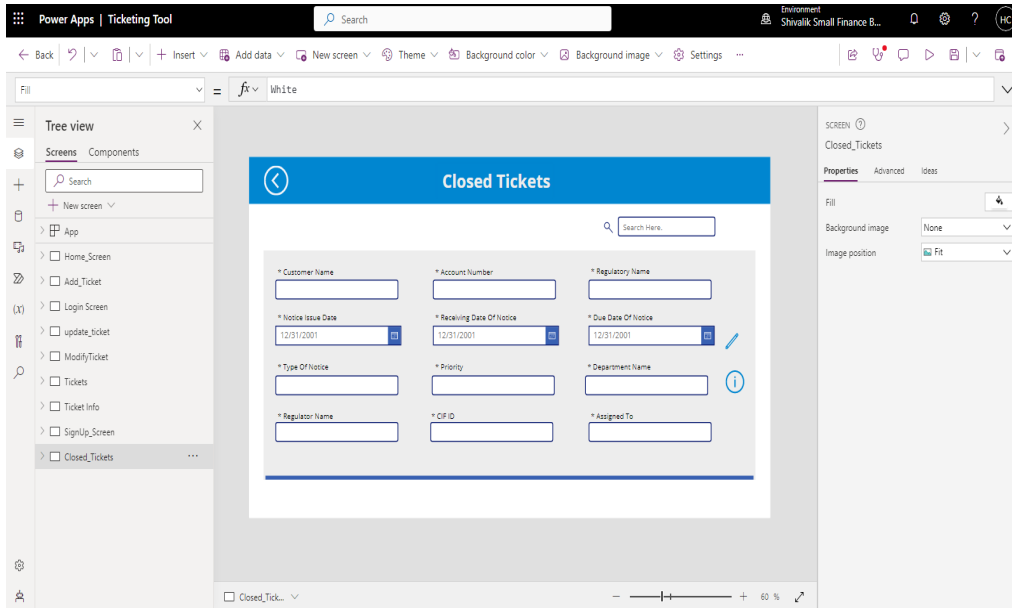 Power Apps | Ticketing Tool
Search
Environment
Shivalik Small Finance B...
HC
Back
Insert
Add data
New screen
Theme
Background color
Background image
Settings
...
Fill
=
fx
White
Tree view
Screens
Components
Search
New screen
App
Home_Screen
Add_Ticket
Login Screen
update_ticket
ModifyTicket
Tickets
Ticket Info
SignUp_Screen
Closed_Tickets
...
(x)
Closed Tickets
Search Here.
* Customer Name
* Account Number
* Regulatory Name
* Notice Issue Date
* Receiving Date Of Notice
* Due Date Of Notice
12/31/2001
12/31/2001
12/31/2001
* Type Of Notice
* Priority
* Department Name
* Regulator Name
* CIF ID
* Assigned To
Closed_Tick...
60 %
SCREEN
Closed_Tickets
Properties
Advanced
Ideas
Fill
Background image
None
Image position
Fit